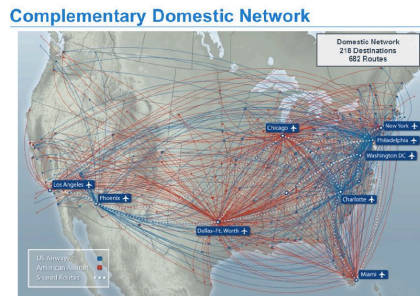 Complementary Domestic Network
Domestic Network
218 Destinations
682 Routes
New York
Chicago
Philadelphia
Washington DC
Los Angeles
Phoenix
Charlotte
Dallas-Ft. Worth
Miami
US Airways
American Airlines
Shared Routes